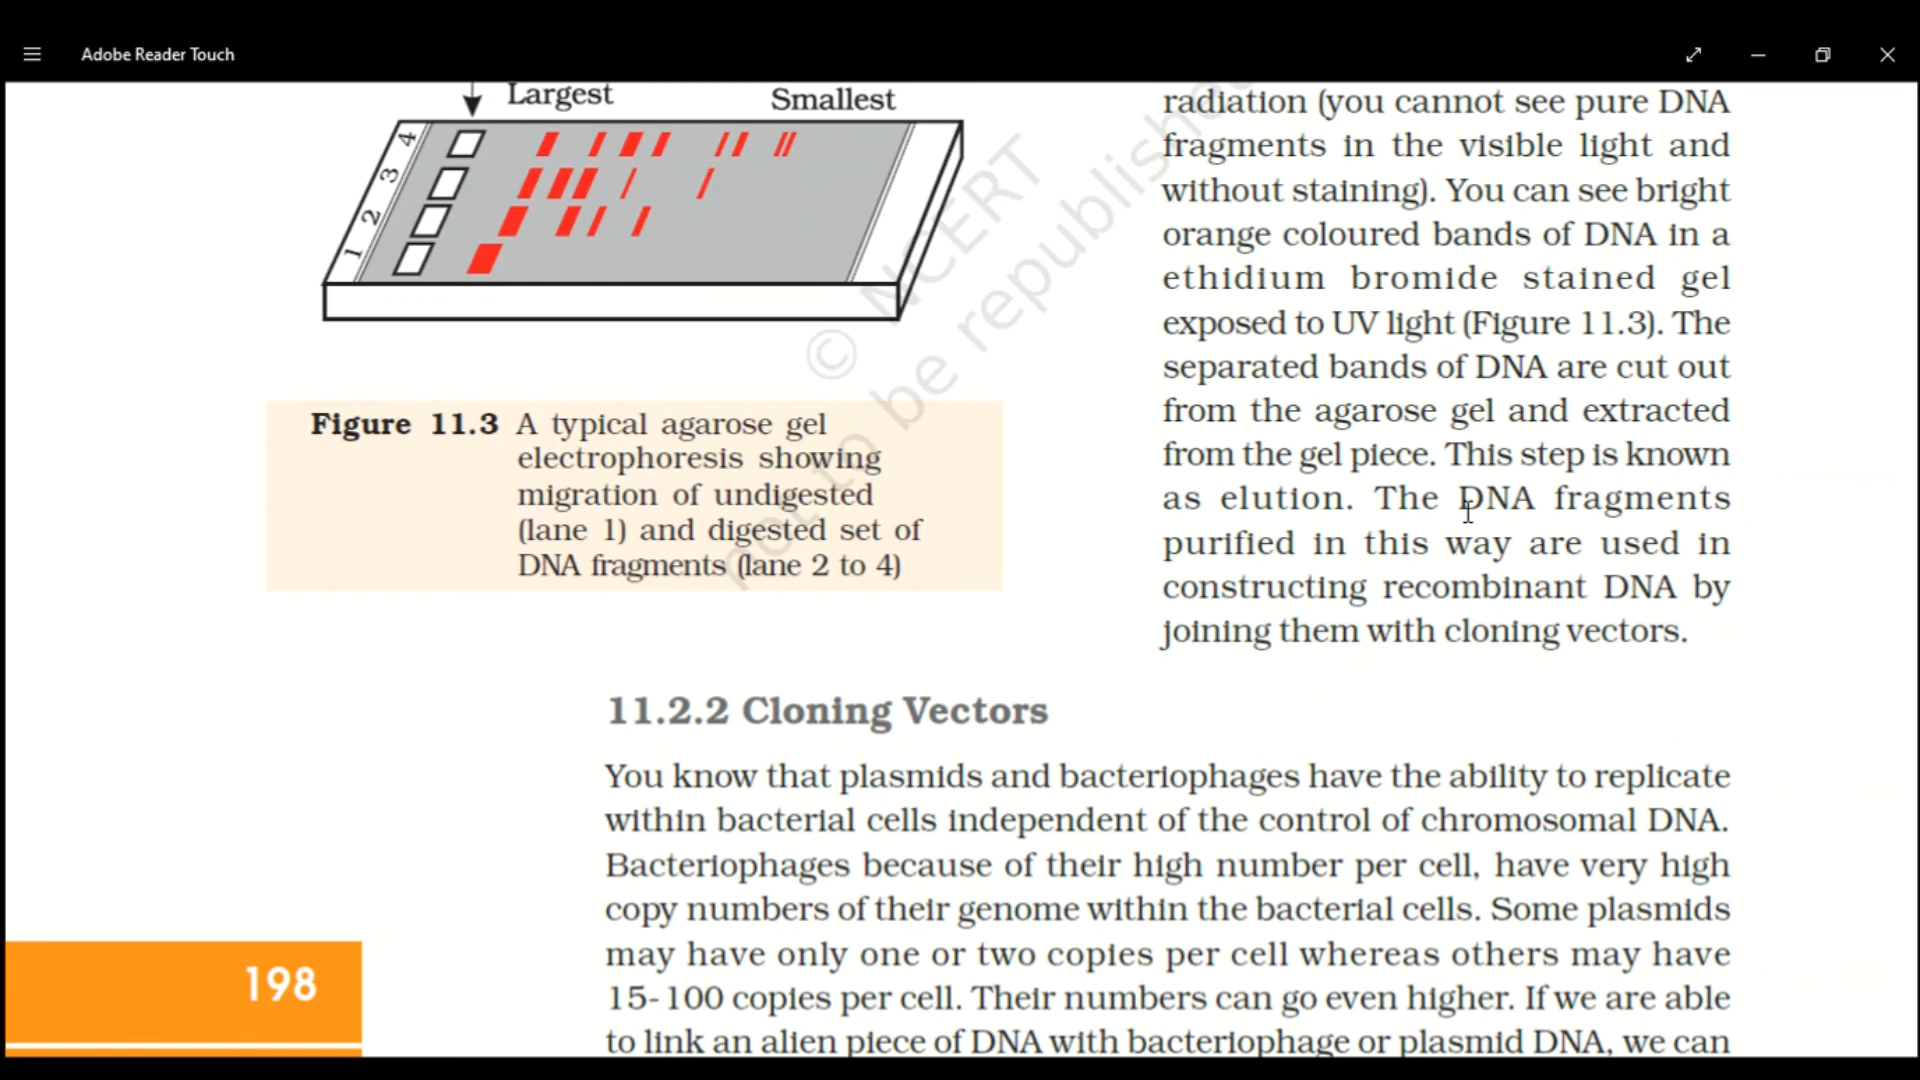 Adobe Reader Touch
Largest
Smallest
4
3
2
1
Figure 11.3 A typical agarose gel
electrophoresis showing
migration of undigested
(lane 1) and digested set of
DNA fragments (lane 2 to 4)
radiation (you cannot see pure DNA
fragments in the visible light and
without staining). You can see bright
orange coloured bands of DNA in a
ethidium bromide stained gel
exposed to UV light (Figure 11.3). The
separated bands of DNA are cut out
from the agarose gel and extracted
from the gel piece. This step is known
as elution. The DNA fragments
purified in this way are used in
constructing recombinant DNA by
joining them with cloning vectors.
11.2.2 Cloning Vectors
You know that plasmids and bacteriophages have the ability to replicate
within bacterial cells independent of the control of chromosomal DNA.
Bacteriophages because of their high number per cell, have very high
copy numbers of their genome within the bacterial cells. Some plasmids
may have only one or two copies per cell whereas others may have
15-100 copies per cell. Their numbers can go even higher. If we are able
to link an alien piece of DNA with bacteriophage or plasmid DNA, we can
198
© NCERT
not to be republished